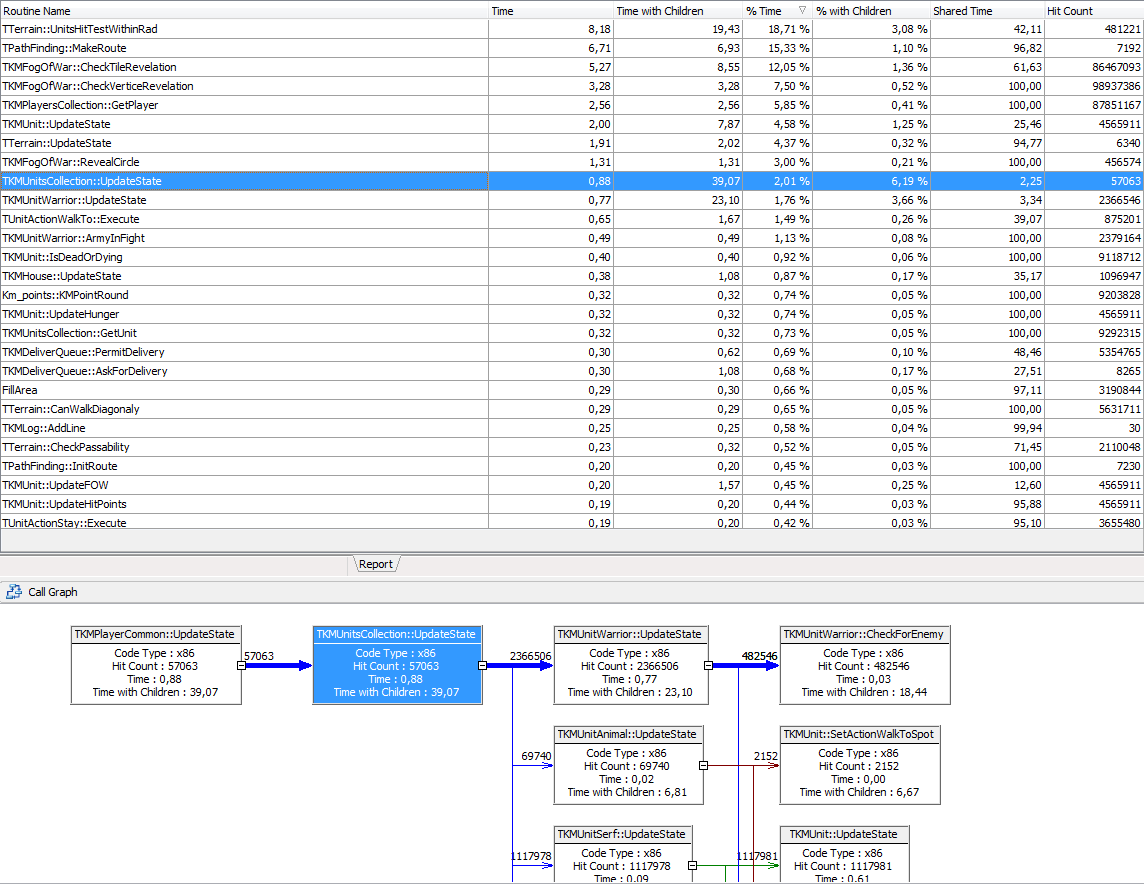 Routine Name Time Time with Children % Time % with Children Shared Time Hit Count
TTerrain::UnitsHitTestWithinRad 8,18 19,43 18,71 % 3,08 % 42,11 481221
TPathFinding::MakeRoute 6,71 6,93 15,33 % 1,10 % 96,82 7192
TKMFogOfWar::CheckTileRevelation 5,27 8,55 12,05 % 1,36 % 61,63 86467093
TKMFogOfWar::CheckVerticeRevelation 3,28 3,28 7,50 % 0,52 % 100,00 98937386
TKMPlayersCollection::GetPlayer 2,56 2,56 5,85 % 0,41 % 100,00 87851167
TKMUnit::UpdateState 2,00 7,87 4,58 % 1,25 % 25,46 4565911
TTerrain::UpdateState 1,91 2,02 4,37 % 0,32 % 94,77 6340
TKMFogOfWar::RevealCircle 1,31 1,31 3,00 % 0,21 % 100,00 456574
TKMUnitsCollection::UpdateState 0,88 39,07 2,01 % 6,19 % 2,25 57063
TKMUnitWarrior::UpdateState 0,77 23,10 1,76 % 3,66 % 3,34 2366546
TUnitActionWalkTo::Execute 0,65 1,67 1,49 % 0,26 % 39,07 875201
TKMUnitWarrior::ArmyInFight 0,49 0,49 1,13 % 0,08 % 100,00 2379164
TKMUnit::IsDeadOrDying 0,40 0,40 0,92 % 0,06 % 100,00 9118712
TKMHouse::UpdateState 0,38 1,08 0,87 % 0,17 % 35,17 1096947
Km_points::KMPointRound 0,32 0,32 0,74 % 0,05 % 100,00 9203828
TKMUnit::UpdateHunger 0,32 0,32 0,74 % 0,05 % 100,00 4565911
TKMUnitsCollection::GetUnit 0,32 0,32 0,73 % 0,05 % 100,00 9292315
TKMDeliverQueue::PermitDelivery 0,30 0,62 0,69 % 0,10 % 48,46 5354765
TKMDeliverQueue::AskForDelivery 0,30 1,08 0,68 % 0,17 % 27,51 8265
FillArea 0,29 0,30 0,66 % 0,05 % 97,11 3190844
TTerrain::CanWalkDiagonaly 0,29 0,29 0,65 % 0,05 % 100,00 5631711
TKMLog::AddLine 0,25 0,25 0,58 % 0,04 % 99,94 30
TTerrain::CheckPassability 0,23 0,32 0,52 % 0,05 % 71,45 2110048
TPathFinding::InitRoute 0,20 0,20 0,45 % 0,03 % 100,00 7230
TKMUnit::UpdateFOW 0,20 1,57 0,45 % 0,25 % 12,60 4565911
TKMUnit::UpdateHitPoints 0,19 0,20 0,44 % 0,03 % 95,88 4565911
TUnitActionStay::Execute 0,19 0,20 0,42 % 0,03 % 95,10 3655480
Report
Call Graph
TKMPlayerCommon::UpdateState
Code Type : x86
Hit Count : 57063
Time : 0,88
Time with Children : 39,07
57063
TKMUnitsCollection::UpdateState
Code Type : x86
Hit Count : 57063
Time : 0,88
Time with Children : 39,07
2366506
TKMUnitWarrior::UpdateState
Code Type : x86
Hit Count : 2366506
Time : 0,77
Time with Children : 23,10
482546
TKMUnitWarrior::CheckForEnemy
Code Type : x86
Hit Count : 482546
Time : 0,03
Time with Children : 18,44
69740
TKMUnitAnimal::UpdateState
Code Type : x86
Hit Count : 69740
Time : 0,02
Time with Children : 6,81
2152
TKMUnit::SetActionWalkToSpot
Code Type : x86
Hit Count : 2152
Time : 0,00
Time with Children : 6,67
1117978
TKMUnitSerf::UpdateState
Code Type : x86
Hit Count : 1117978
Time : 0,09
1117981
TKMUnit::UpdateState
Code Type : x86
Hit Count : 1117981
Time : 0,61